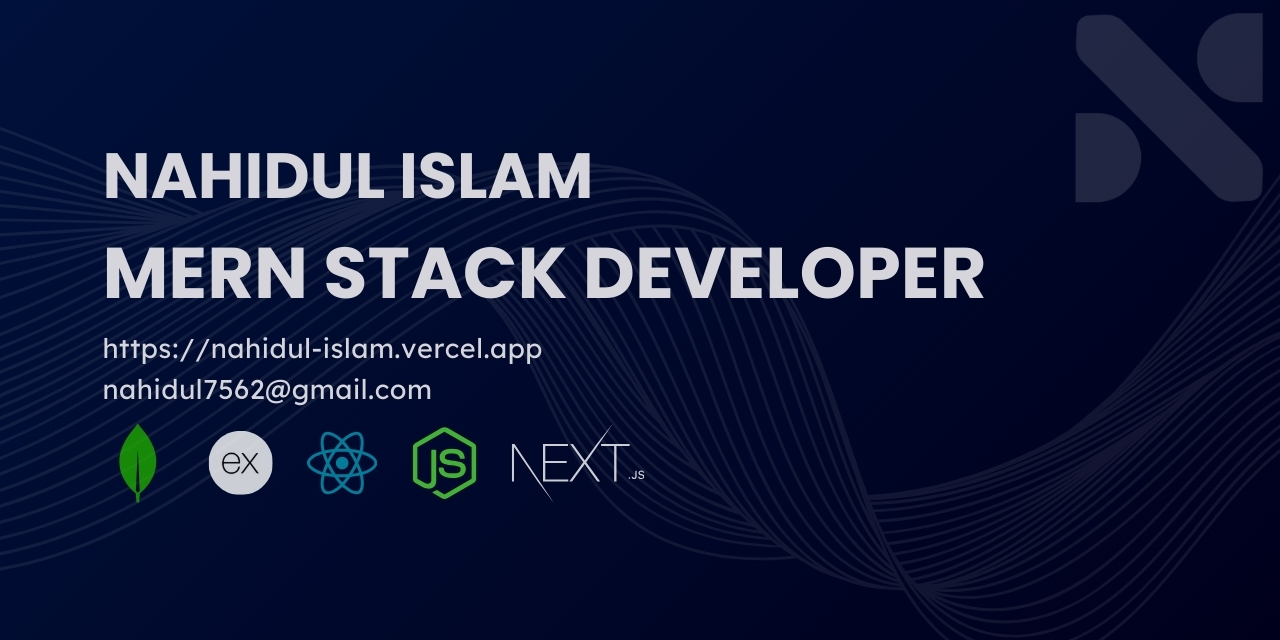 NAHIDUL ISLAM
MERN STACK DEVELOPER
https://nahidul-islam.vercel.app
nahidul7562@gmail.com
ex JS NEXT.JS